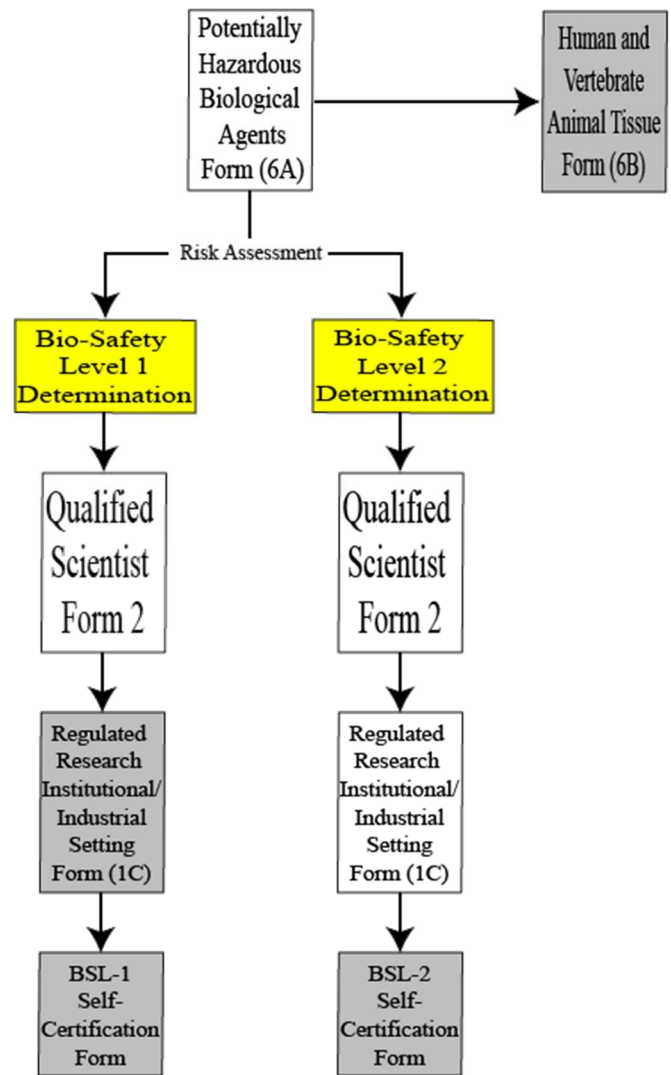 Potentially
Hazardous
Biological
Agents
Form (6A)
Human and
Vertebrate
Animal Tissue
Form (6B)
Risk Assessment
Bio-Safety
Level 1
Determination
Bio-Safety
Level 2
Determination
Qualified
Scientist
Form 2
Qualified
Scientist
Form 2
Regulated
Research
Institutional/
Industrial
Setting
Form (1C)
Regulated
Research
Institutional/
Industrial
Setting
Form (1C)
BSL-1
Self-
Certification
Form
BSL-2
Self-
Certification
Form